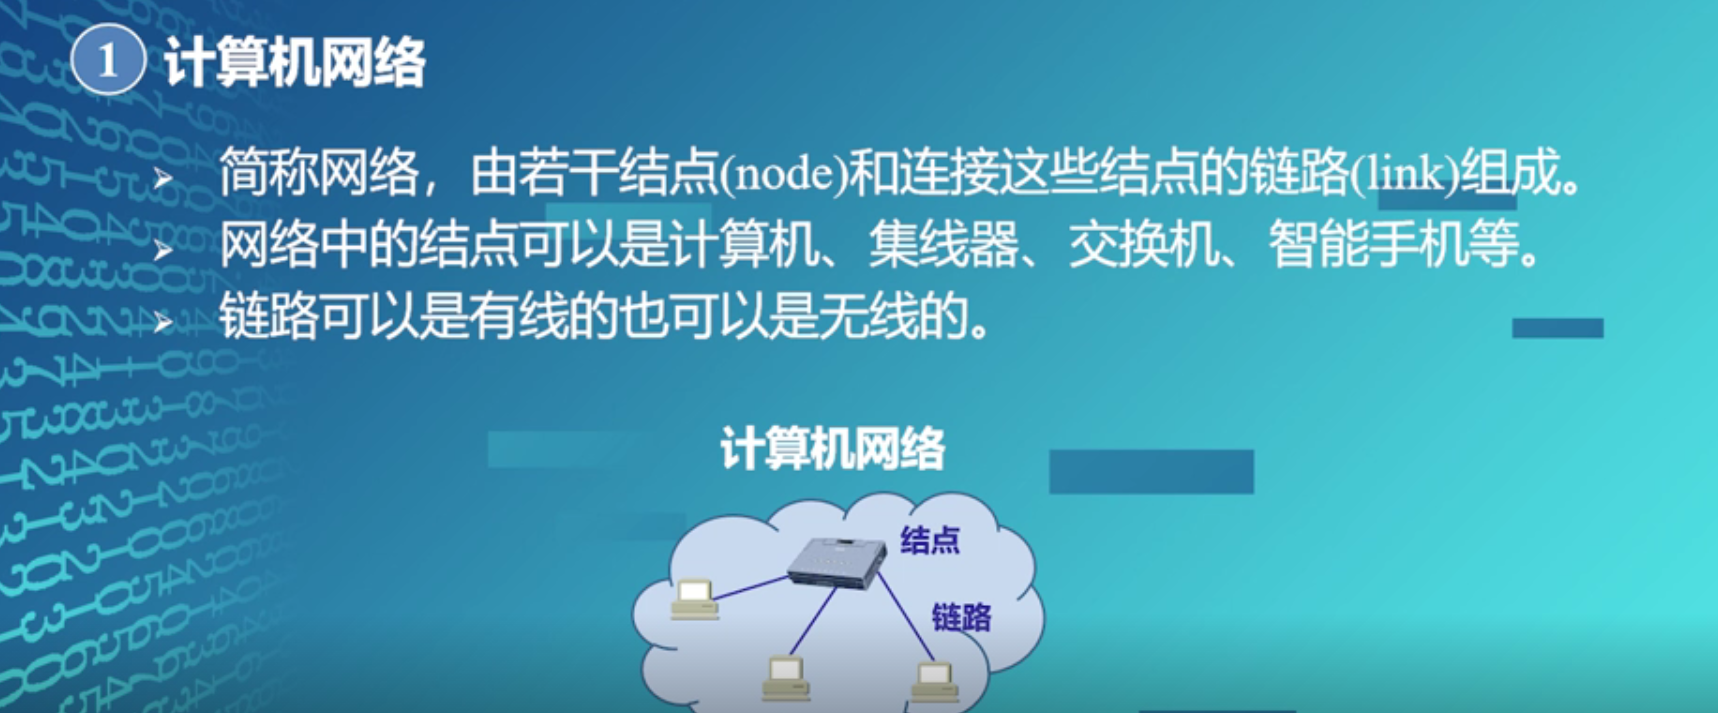 1 计算机网络
简称网络，由若干结点(node)和连接这些结点的链路(link)组成。
网络中的结点可以是计算机、集线器、交换机、智能手机等。
链路可以是有线的也可以是无线的。
计算机网络
结点
链路